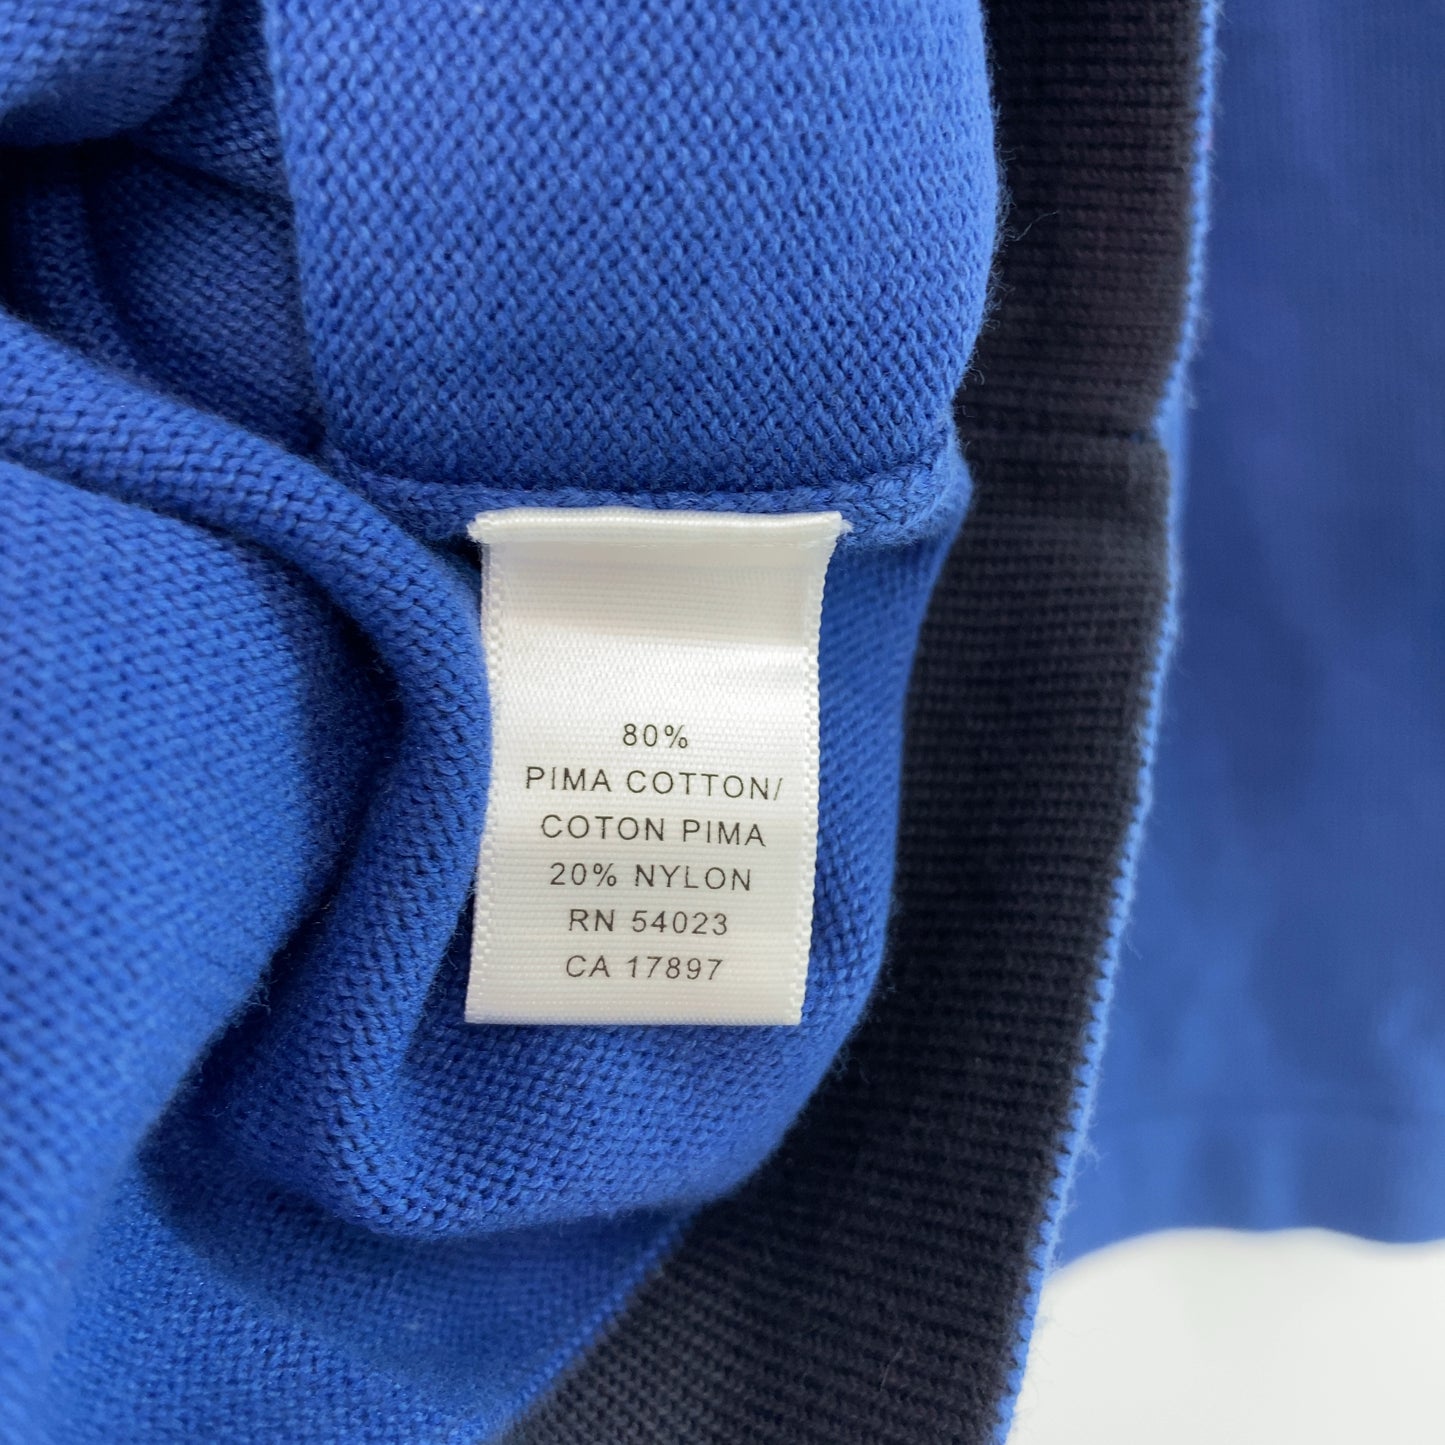 80%
PIMA COTTON/
COTON PIMA
20% NYLON
RN 54023
CA 17897